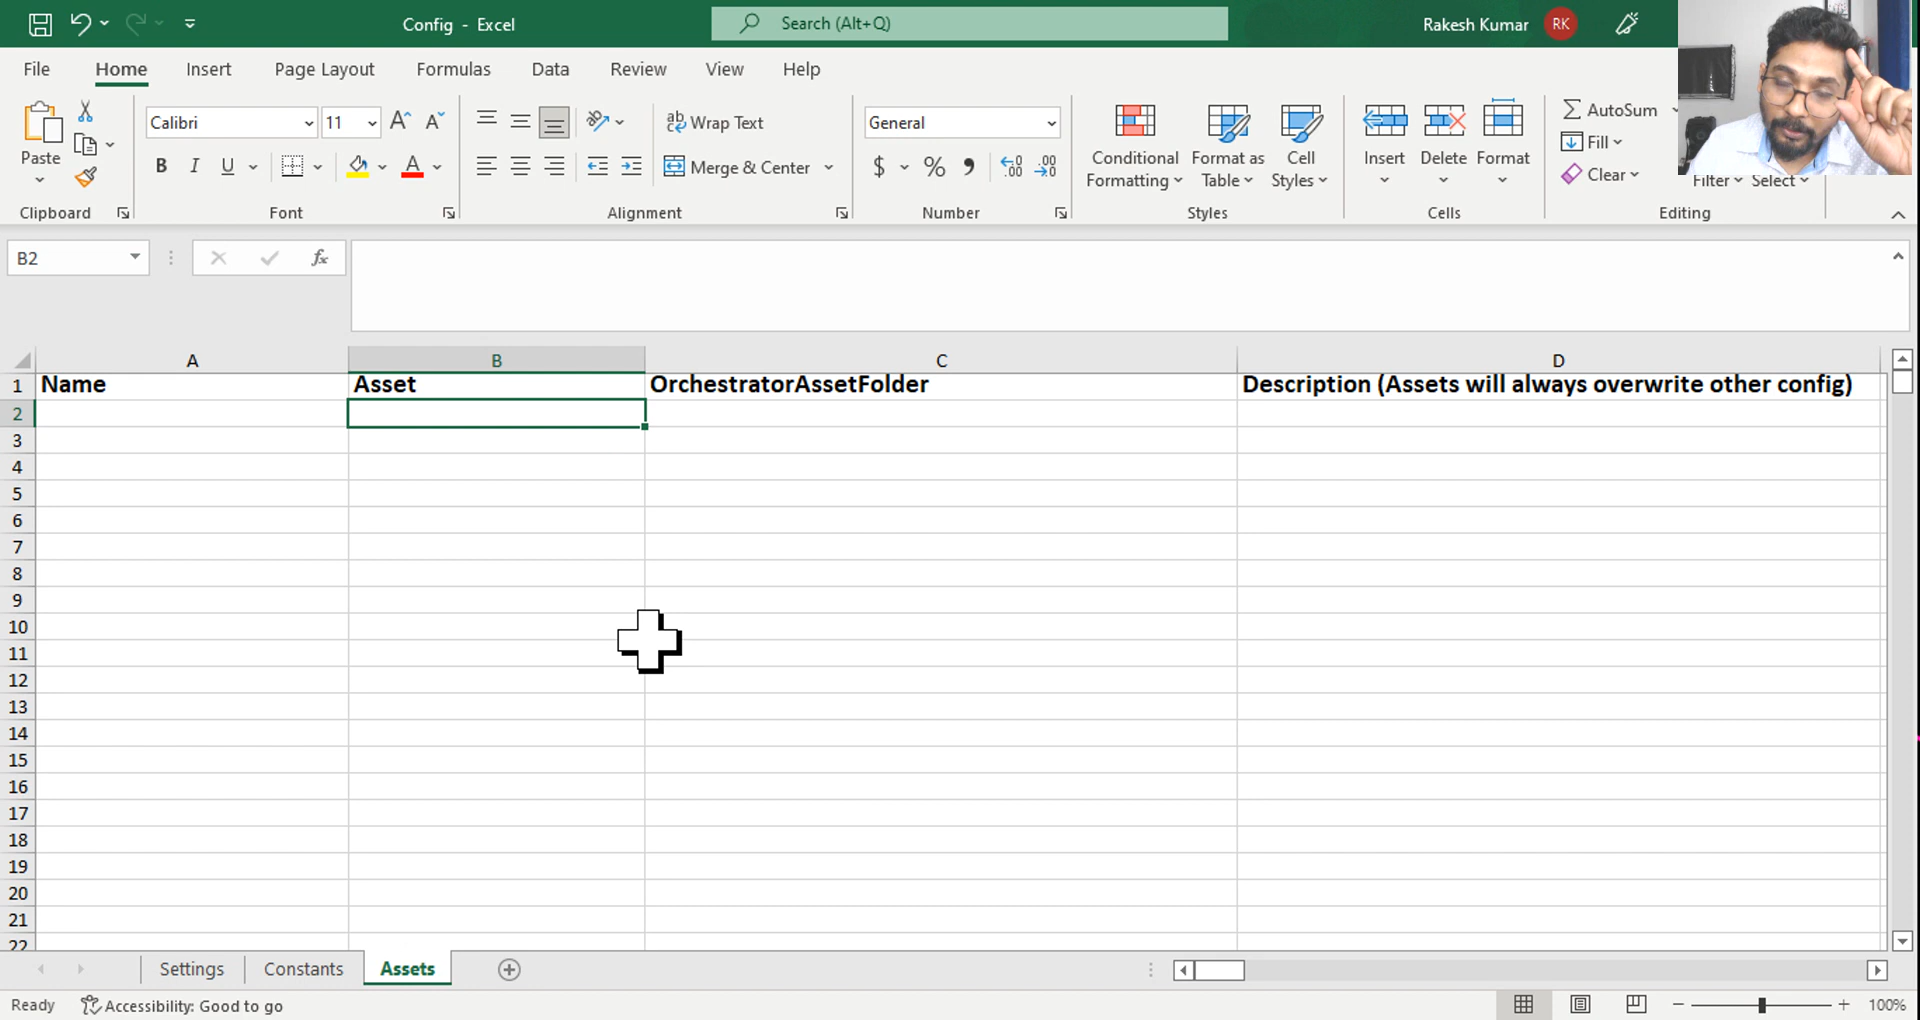 Config - Excel
Search (Alt+Q)
Rakesh Kumar RK
File Home Insert Page Layout Formulas Data Review View Help
Paste
Clipboard
Calibri 11
B I U A
Font
Wrap Text
Merge & Center
Alignment
General
$ %
Number
Conditional Formatting
Format as Table
Cell Styles
Styles
Insert
Delete
Format
Cells
AutoSum
Fill
Clear
Filter Select
Editing
B2
fx
A B C D
1 Name Asset OrchestratorAssetFolder Description (Assets will always overwrite other config)
2
3
4
5
6
7
8
9
10
11
12
13
14
15
16
17
18
19
20
21
22
Settings Constants Assets
Ready Accessibility: Good to go 100%